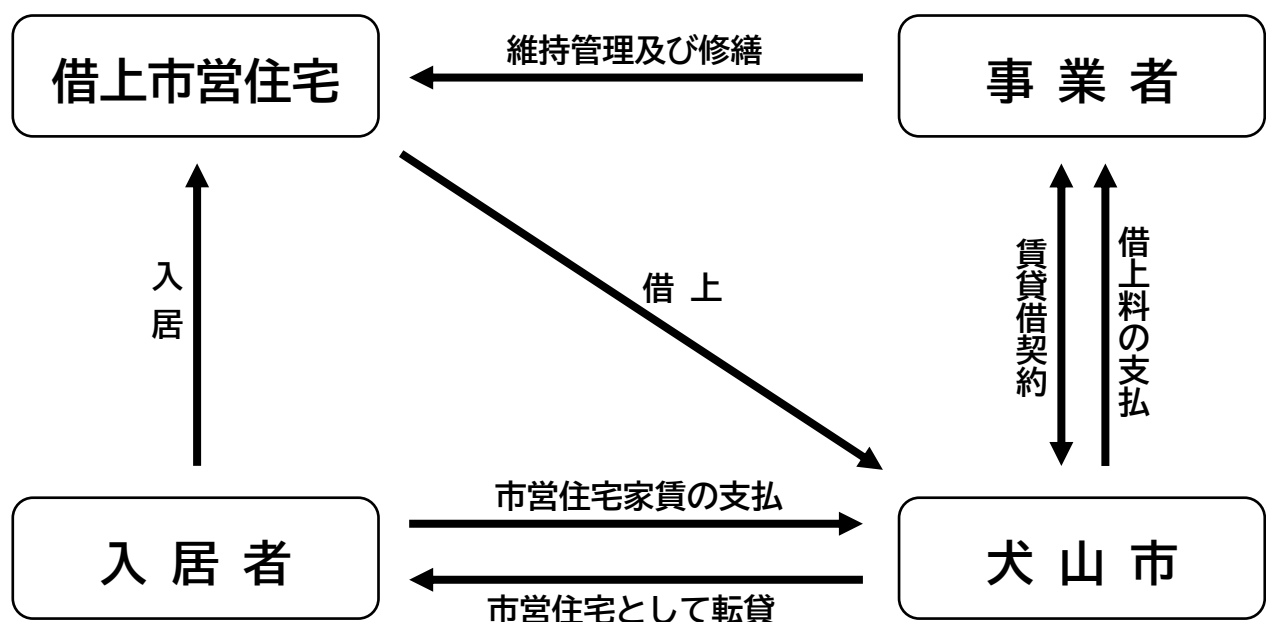 借上市営住宅
維持管理及び修繕
事業者
入居
借上
賃貸借契約
借上料の支払
市営住宅家賃の支払
入居者
犬山市
市営住宅として転貸